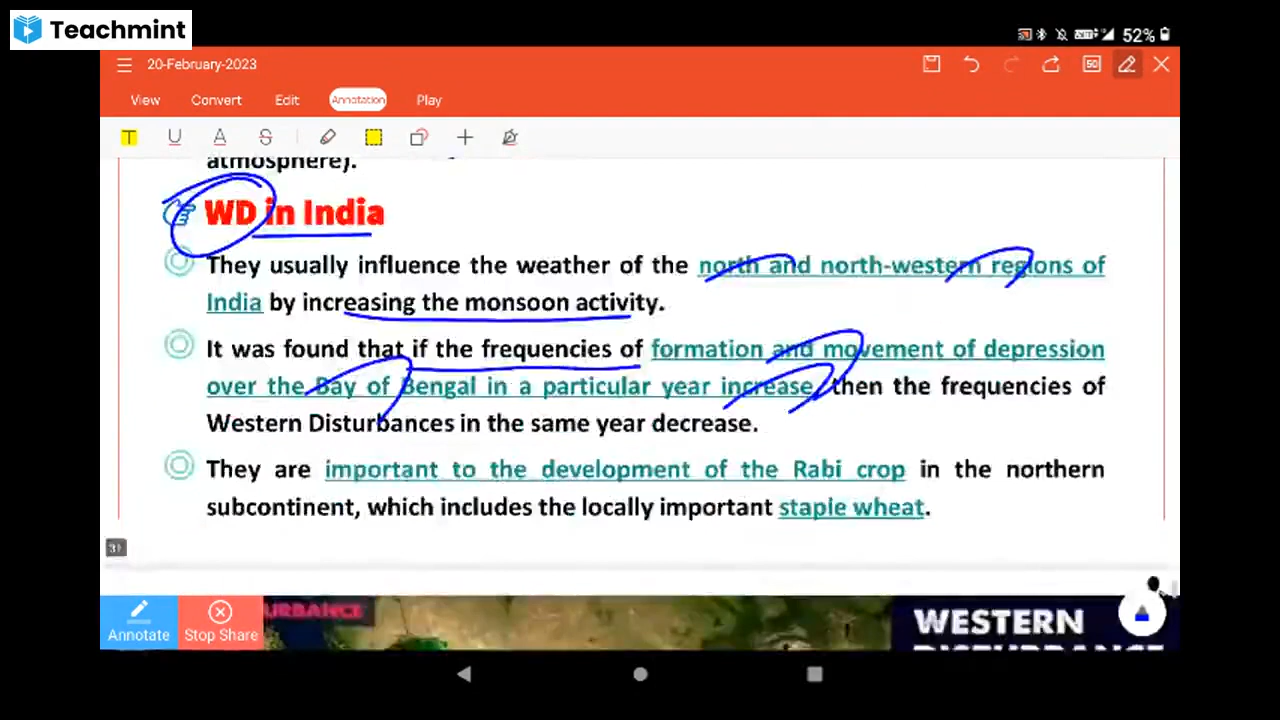 Teachmint
52%
20-February-2023
50
View Convert Edit Annotation Play
T U A S
atmosphere).
WD in India
They usually influence the weather of the north and north-western regions of
India by increasing the monsoon activity.
It was found that if the frequencies of formation and movement of depression
over the Bay of Bengal in a particular year increase, then the frequencies of
Western Disturbances in the same year decrease.
They are important to the development of the Rabi crop in the northern
subcontinent, which includes the locally important staple wheat.
31
Annotate Stop Share
WESTERN
DISTURBANCE